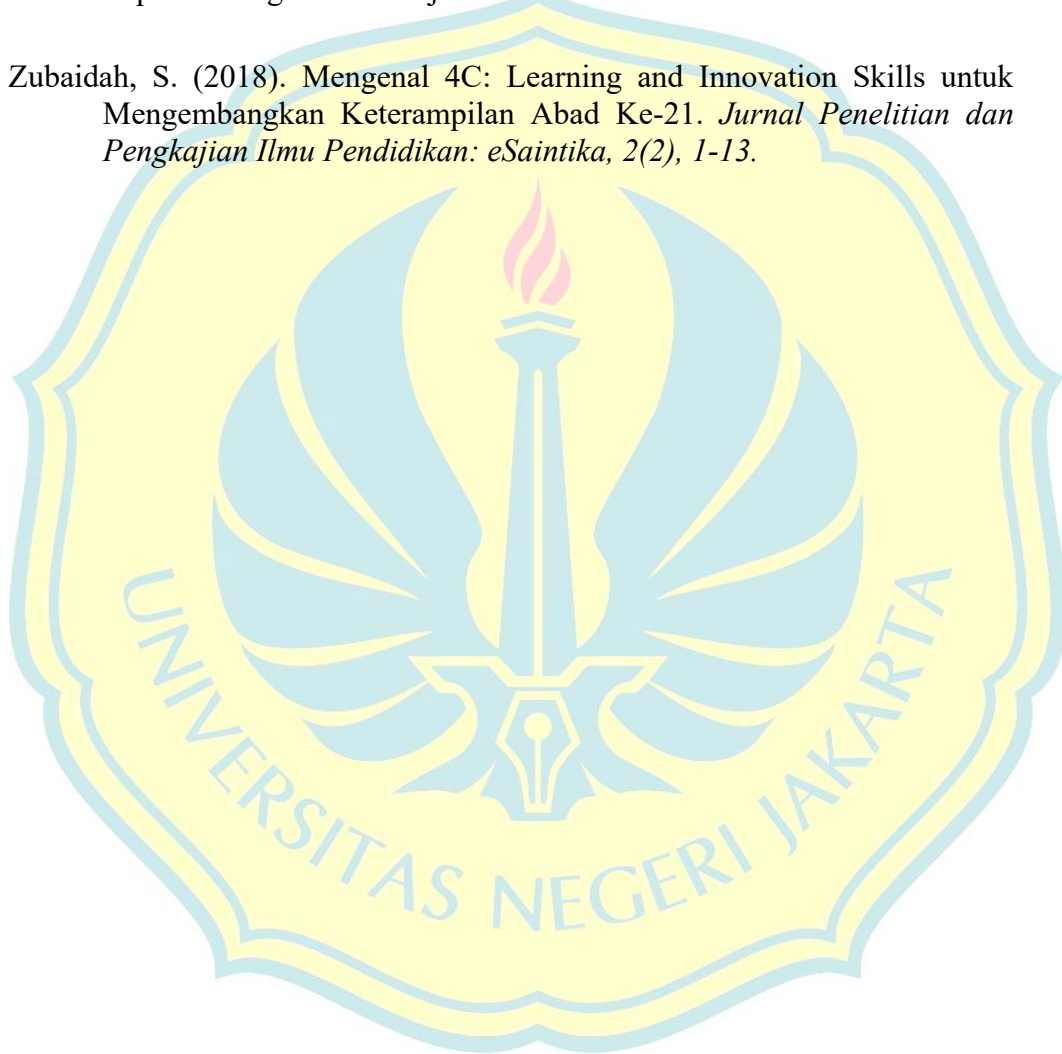 Zubaidah, S. (2018). Mengenal 4C: Learning and Innovation Skills untuk
Mengembangkan Keterampilan Abad Ke-21. Jurnal Penelitian dan
Pengkajian Ilmu Pendidikan: eSaintika, 2(2), 1-13.
UNIVERSITAS NEGERI JAKARTA